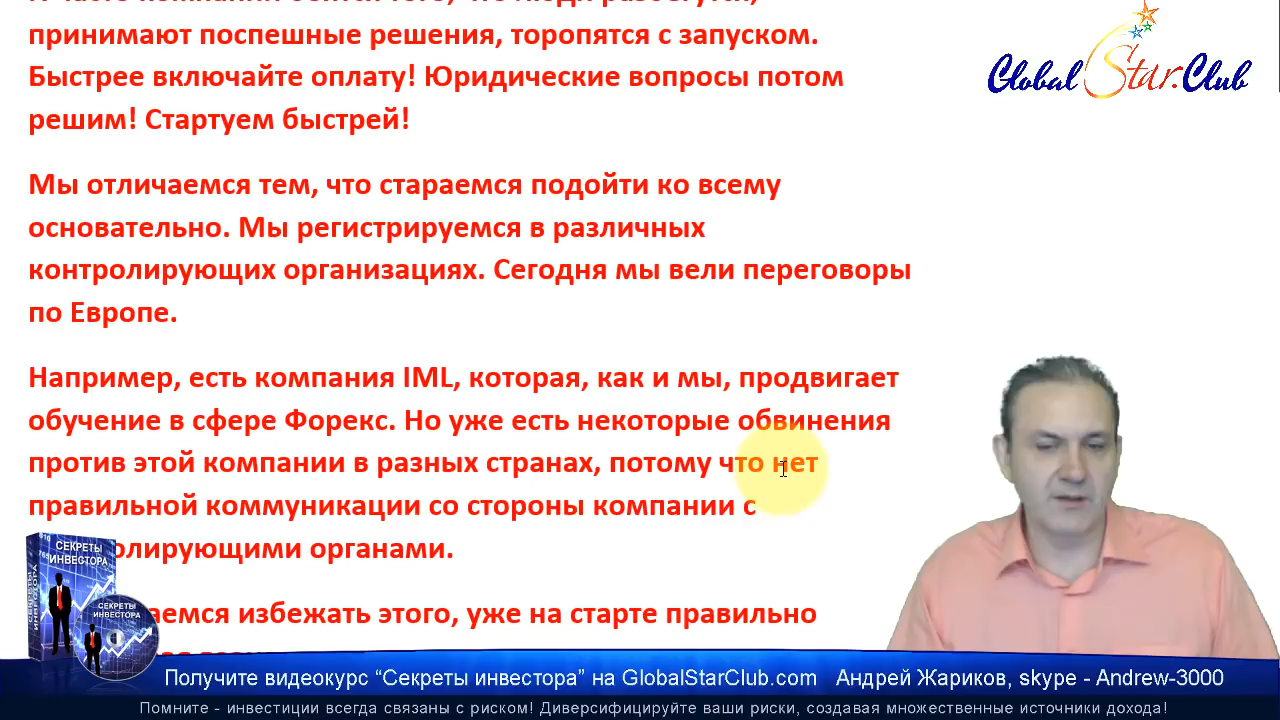 принимают поспешные решения, торопятся с запуском.
Быстрее включайте оплату! Юридические вопросы потом
решим! Стартуем быстрей!
Global Star.Club
Мы отличаемся тем, что стараемся подойти ко всему
основательно. Мы регистрируемся в различных
контролирующих организациях. Сегодня мы вели переговоры
по Европе.
Например, есть компания IML, которая, как и мы, продвигает
обучение в сфере Форекс. Но уже есть некоторые обвинения
против этой компании в разных странах, потому что нет
правильной коммуникации со стороны компании с
олирующими органами.
аемся избежать этого, уже на старте правильно
СЕКРЕТЫ
ИНВЕСТОРА
СЕКРЕТЫ
ИНВЕСТОРА
СЕКРЕТЫ
ИНВЕСТОРА
Получите видеокурс “Секреты инвестора” на GlobalStarClub.com Андрей Жариков, skype - Andrew-3000
Помните - инвестиции всегда связаны с риском! Диверсифицируйте ваши риски, создавая множественные источники дохода!